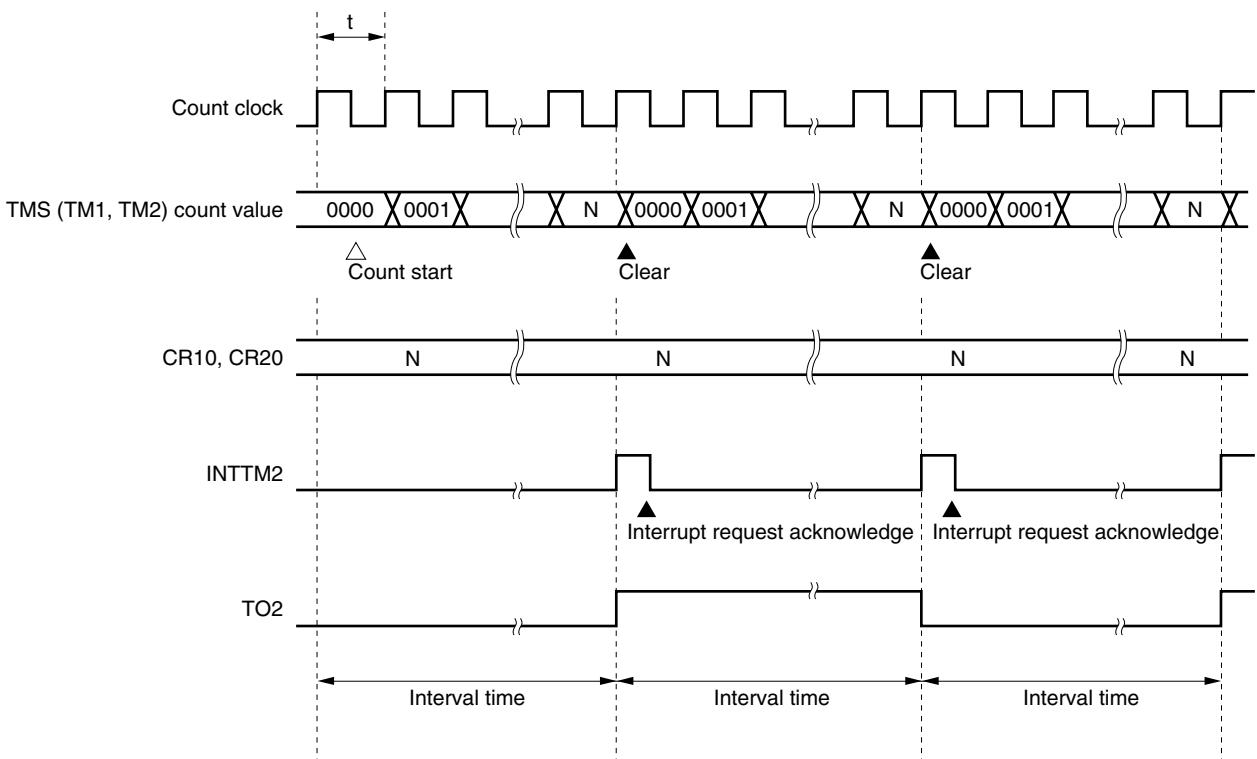 t
Count clock
TMS (TM1, TM2) count value 0000 0001 N 0000 0001 N 0000 0001 N
Count start Clear Clear
CR10, CR20 N N N N
INTTM2
Interrupt request acknowledge Interrupt request acknowledge
TO2
Interval time Interval time Interval time